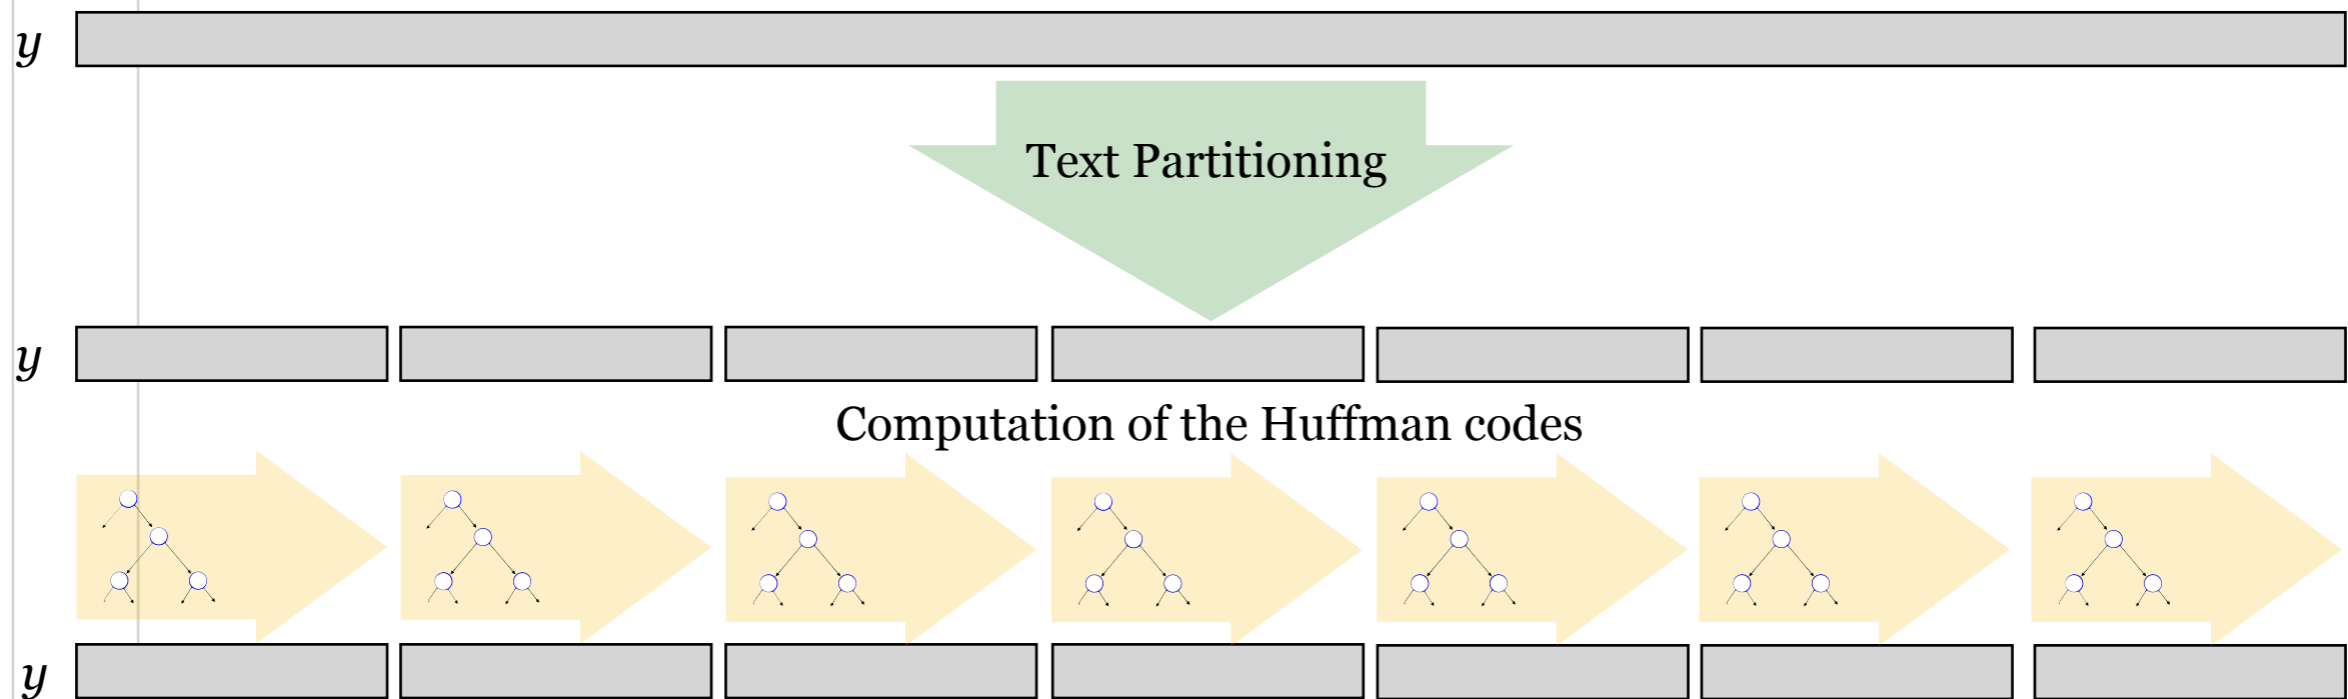 y
Text Partitioning
y
Computation of the Huffman codes
y